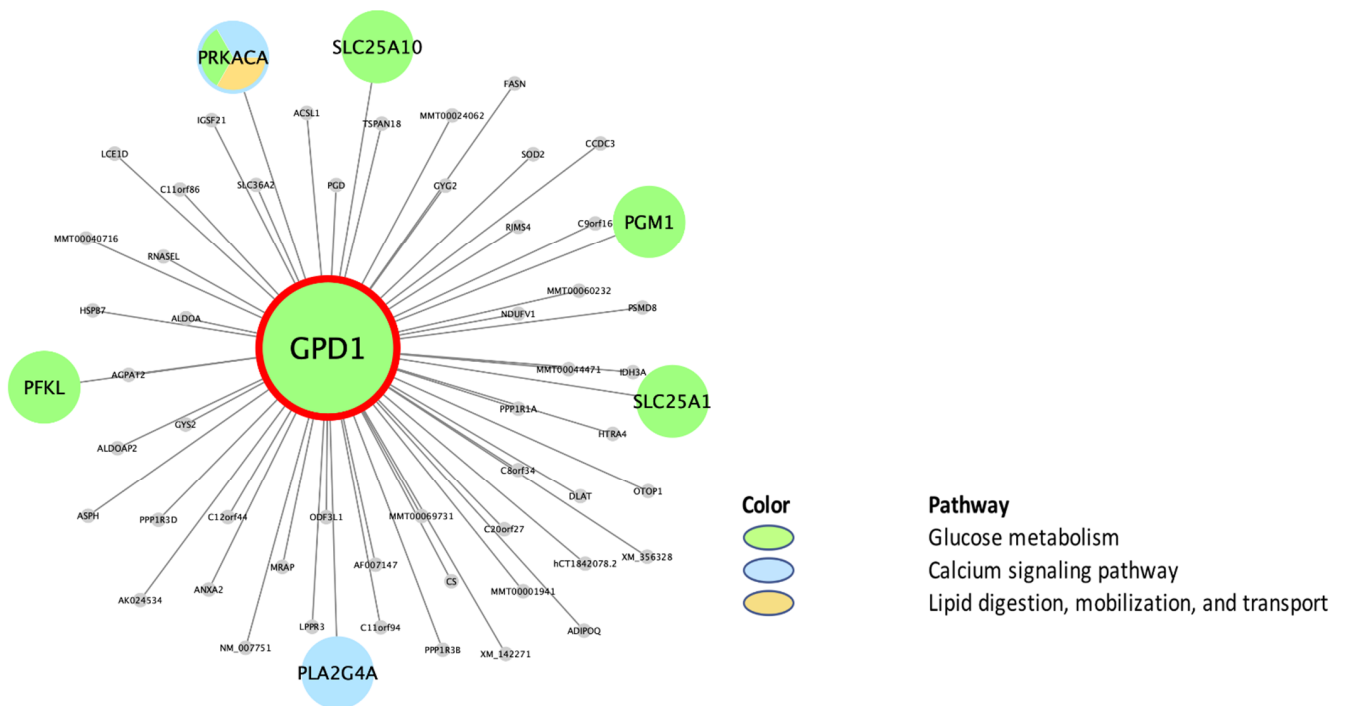 SLC25A10
PRKACA
FASN
ACSL1
MMT00024062
IGSF21
TSPAN18
CCDC3
LCE1D
SOD2
SLC36A2
PGD
GYG2
C11orf86
PGM1
C9orf16
RIMS4
MMT00040716
RNASEL
MMT00060232
HSPB7
ALDOA
NDUFV1
PSMD8
GPD1
MMT00044471
IDH3A
AGPAT2
PFKL
SLC25A1
PPP1R1A
GYS2
HTRA4
ALDOAP2
C8orf34
OTOP1
DLAT
ASPH
PPP1R3D
C12orf44
ODF3L1
MMT00069731
C20orf27
XM_356328
MRAP
AF007147
hCT1842078.2
CS
ANXA2
MMT00001941
AK024534
LPPR3
C11orf94
ADIPOQ
NM_007751
PPP1R3B
XM_142271
PLA2G4A
Color Pathway
Glucose metabolism
Calcium signaling pathway
Lipid digestion, mobilization, and transport